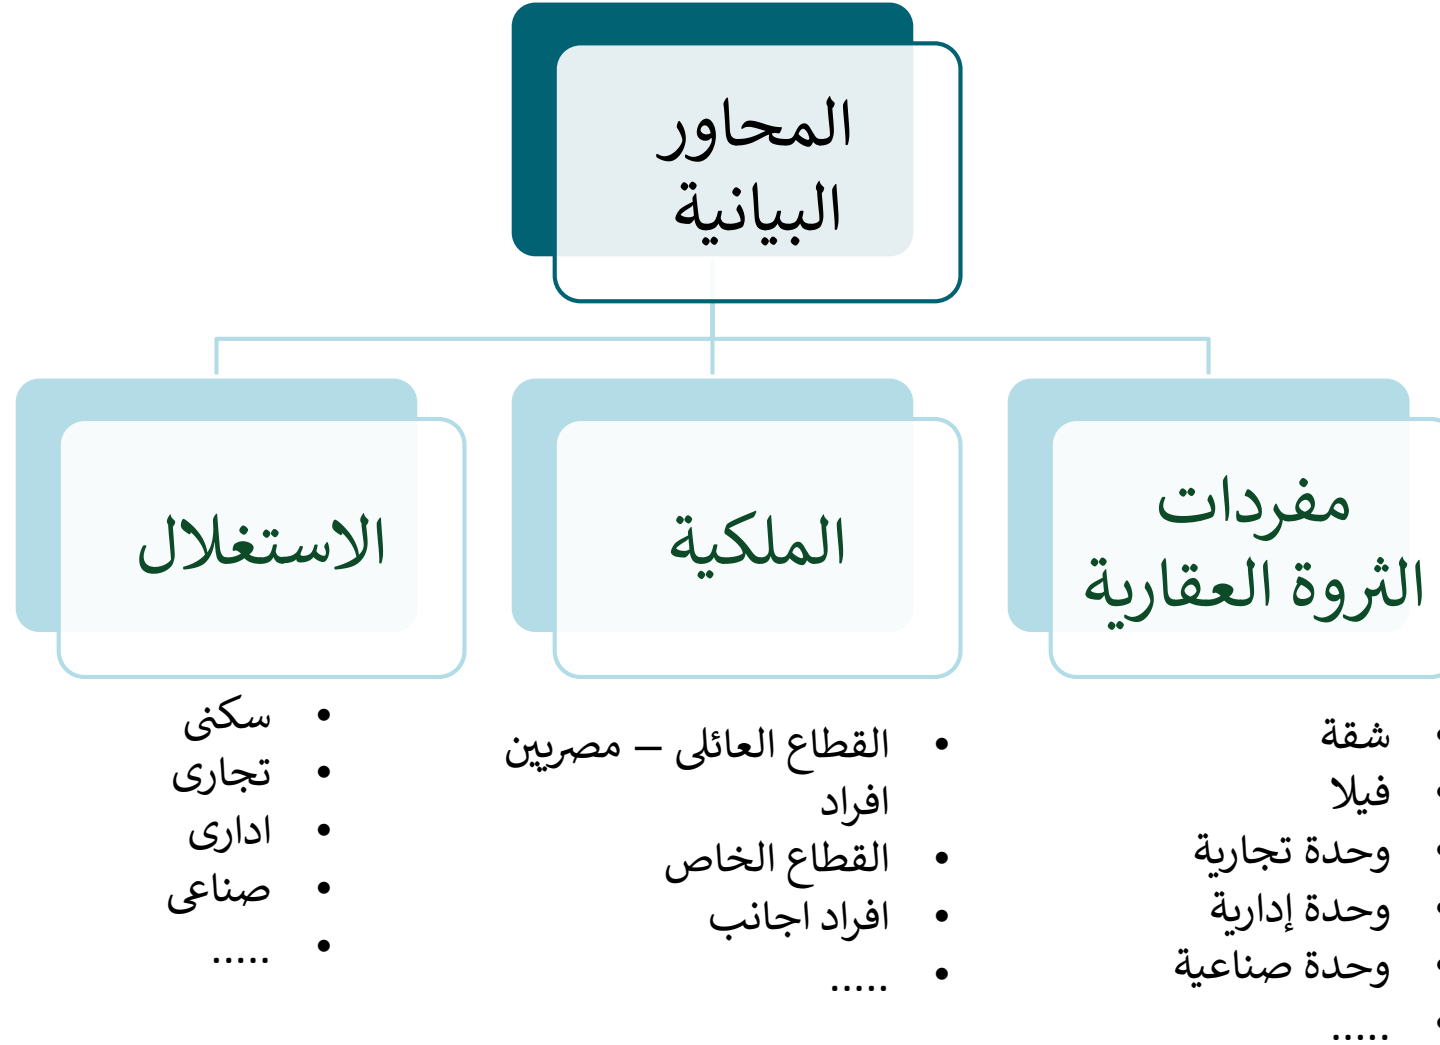 المحاور
البيانية
مفردات
الثروة العقارية
• شقة
• فيلا
• وحدة تجارية
• وحدة إدارية
• وحدة صناعية
• .....
الملكية
• القطاع العائلى – مصريين
افراد
• القطاع الخاص
• افراد اجانب
• .....
الاستغلال
• سكنى
• تجارى
• ادارى
• صناعى
• .....